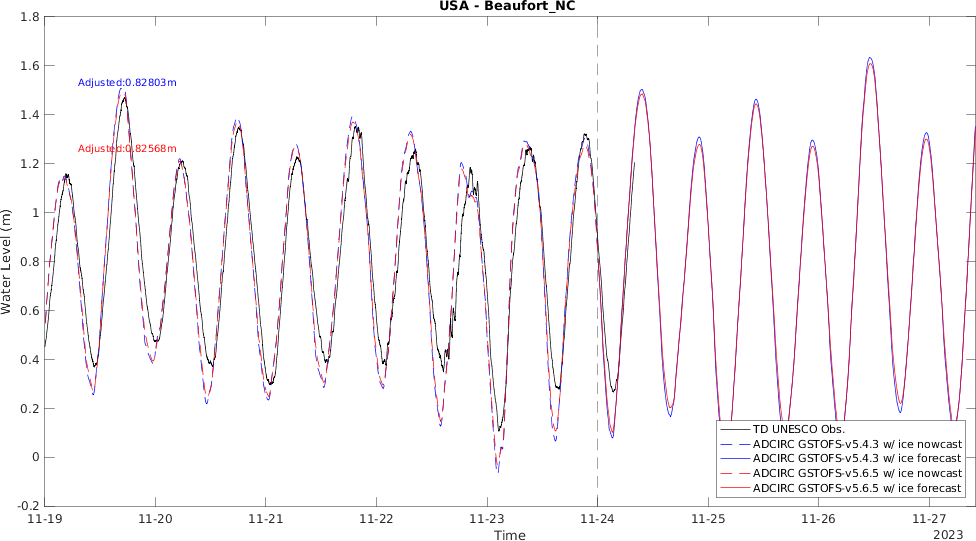 USA - Beaufort_NC
1.8
1.6
1.4
1.2
1
0.8
0.6
0.4
0.2
0
-0.2
Water Level (m)
Adjusted:0.82803m
Adjusted:0.82568m
TD UNESCO Obs.
ADCIRC GSTOFS-v5.4.3 w/ ice nowcast
ADCIRC GSTOFS-v5.4.3 w/ ice forecast
ADCIRC GSTOFS-v5.6.5 w/ ice nowcast
ADCIRC GSTOFS-v5.6.5 w/ ice forecast
11-19 11-20 11-21 11-22 11-23 11-24 11-25 11-26 11-27
Time
2023